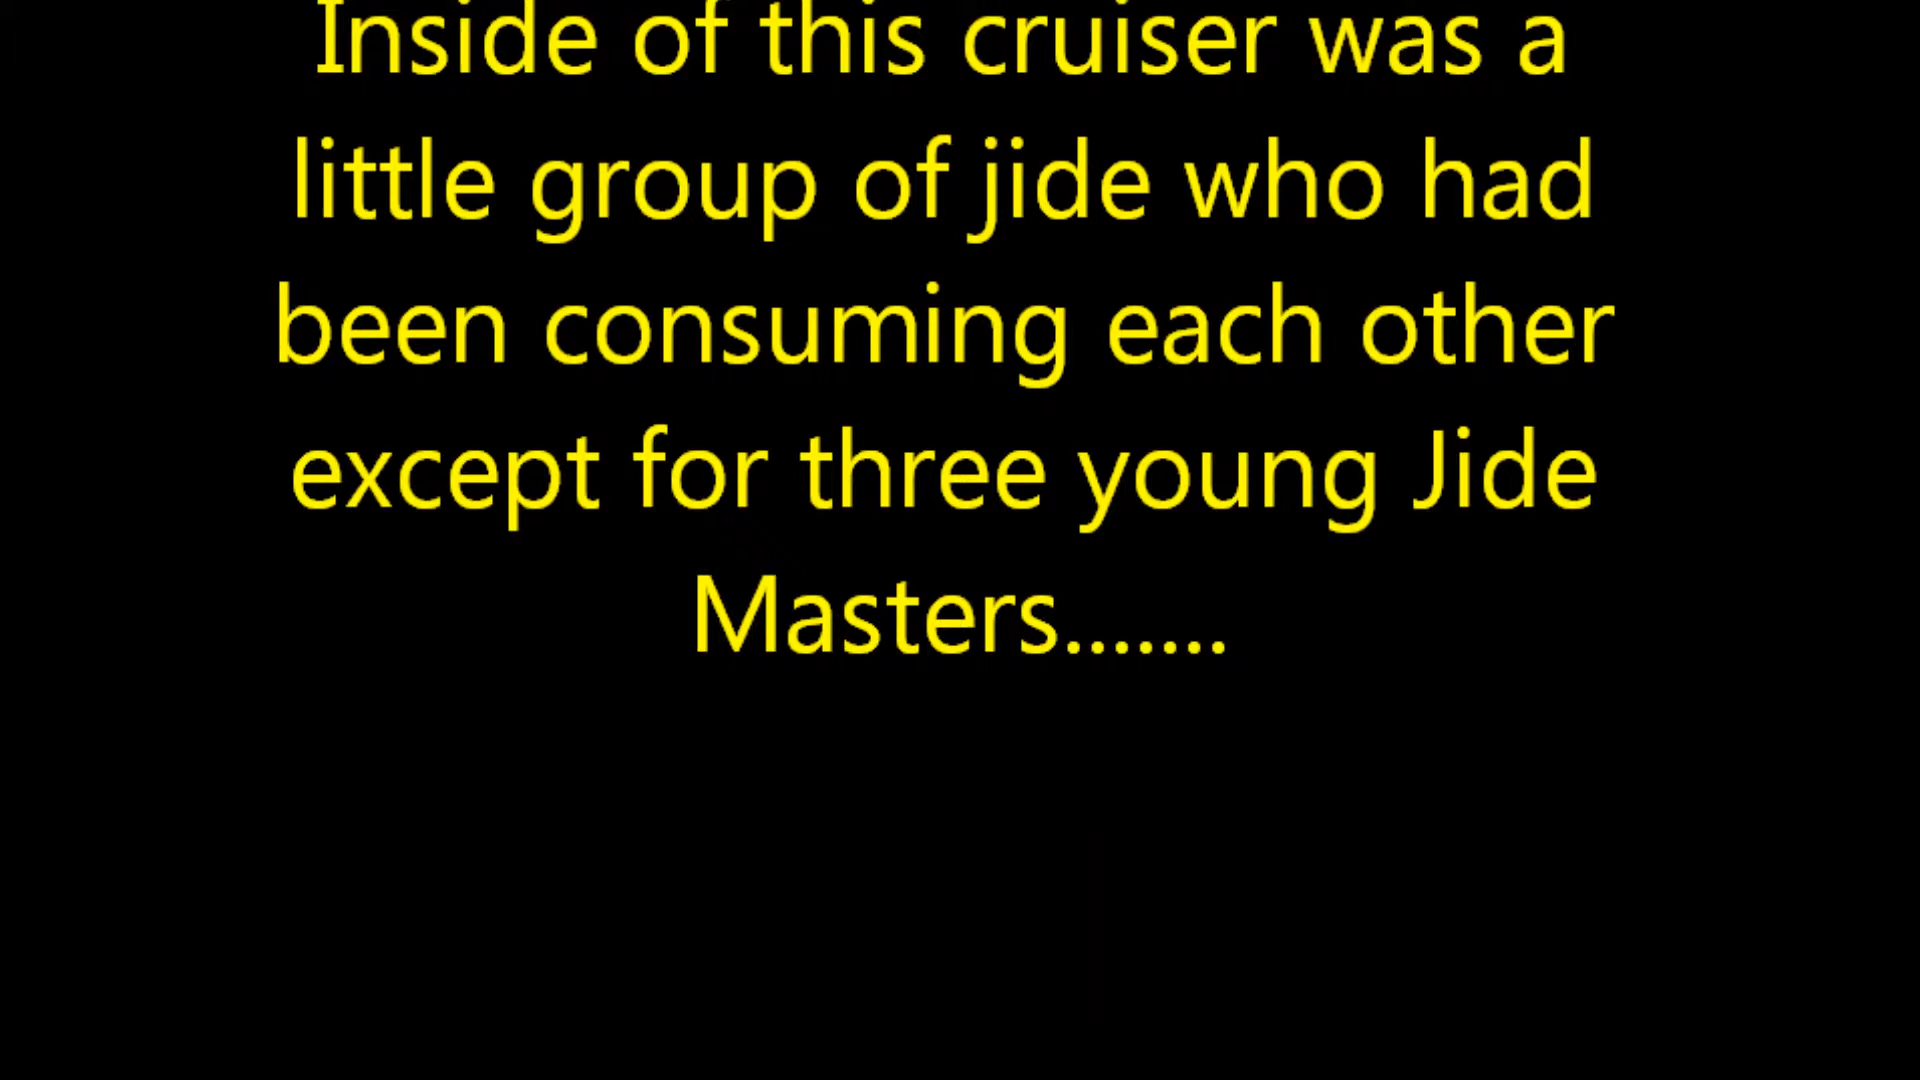 Inside of this cruiser was a
little group of jide who had
been consuming each other
except for three young Jide
Masters.......